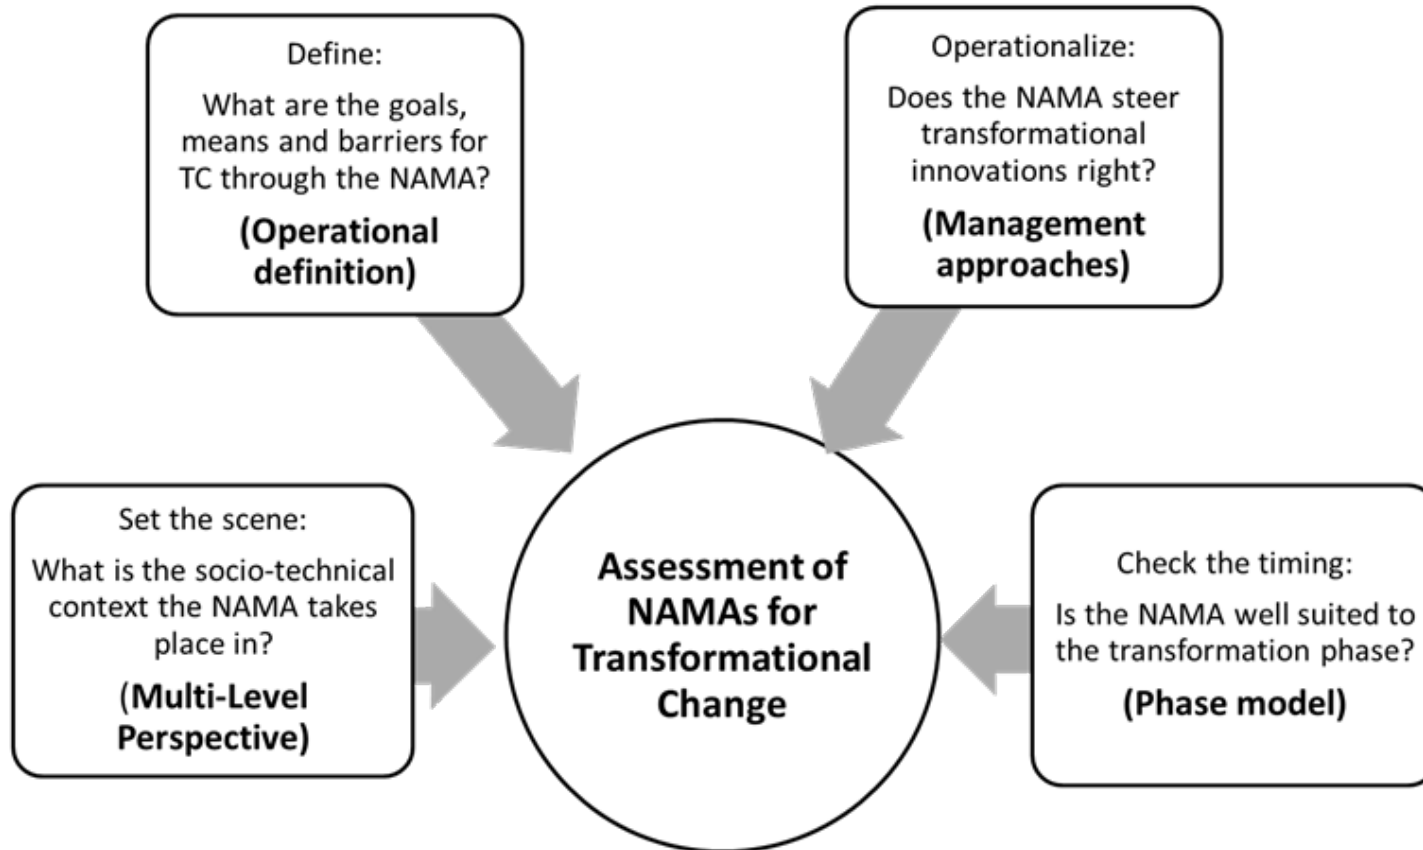 Define:
What are the goals,
means and barriers for
TC through the NAMA?
(Operational
definition)
Operationalize:
Does the NAMA steer
transformational
innovations right?
(Management
approaches)
Set the scene:
What is the socio-technical
context the NAMA takes
place in?
(Multi-Level
Perspective)
Assessment of
NAMAs for
Transformational
Change
Check the timing:
Is the NAMA well suited to
the transformation phase?
(Phase model)